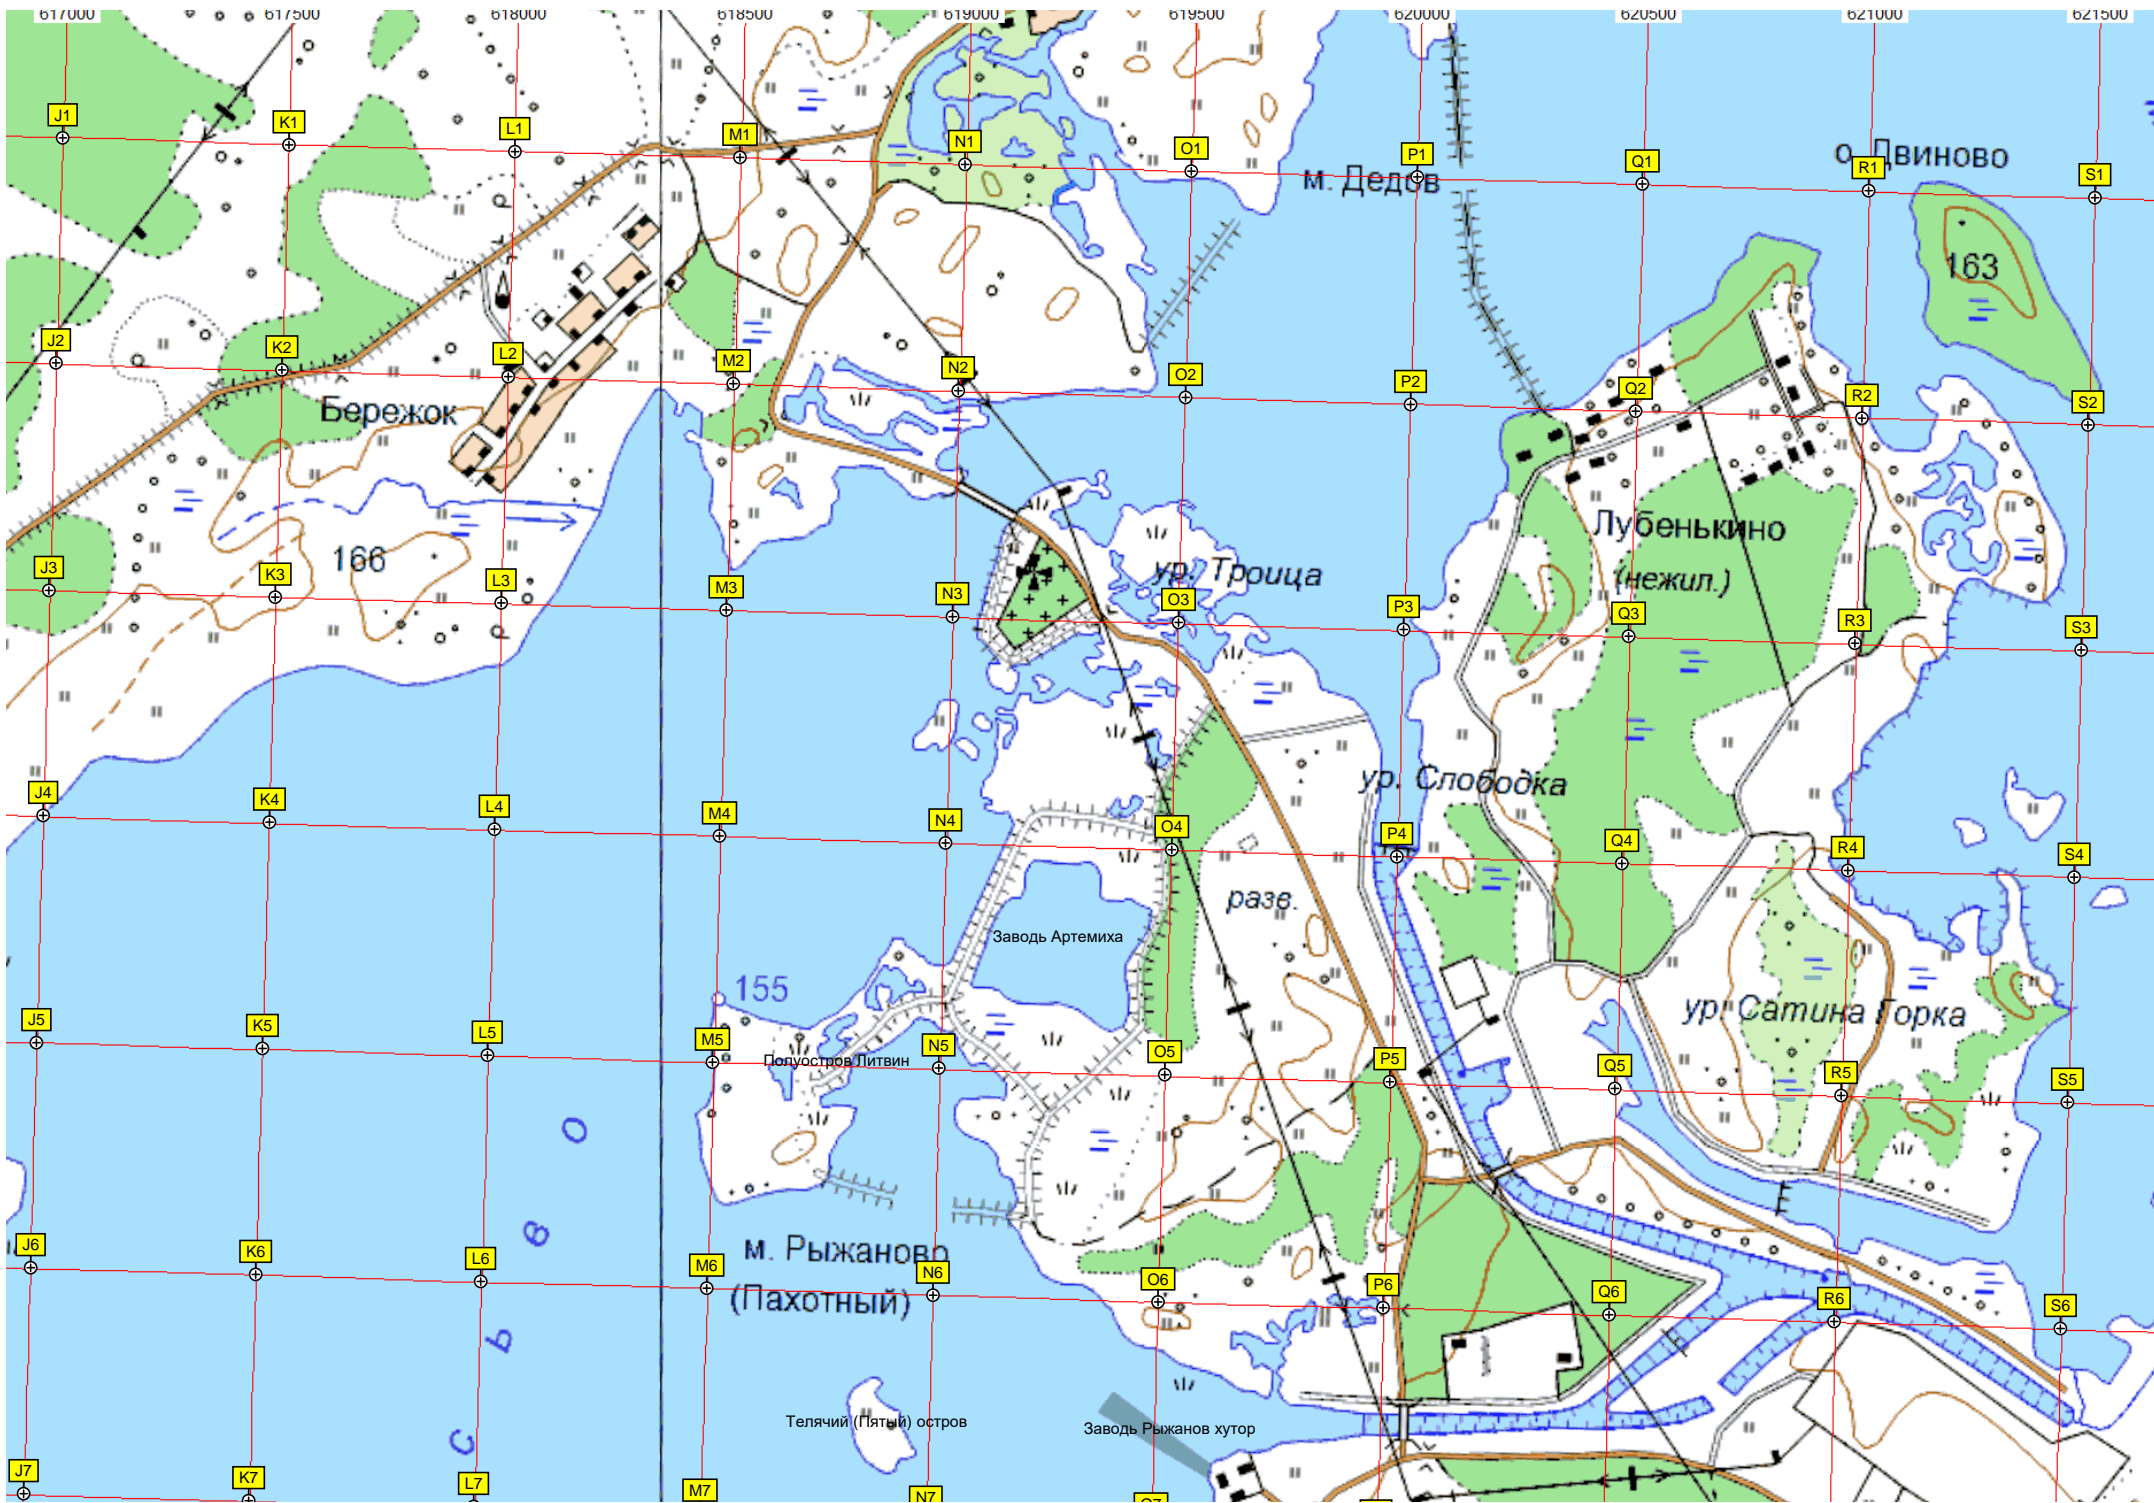 617000 617500 618000 618500 619000 619500 620000 620500 621000 621500
J1 K1 L1 M1 N1 O1 P1 Q1 R1 S1
о. Двиново
м. Дедов
163
J2 K2 L2 M2 N2 O2 P2 Q2 R2 S2
Бережок
Лубенькино
(нежил.)
166
ур. Троица
J3 K3 L3 M3 N3 O3 P3 Q3 R3 S3
ур. Слободка
J4 K4 L4 M4 N4 O4 P4 Q4 R4 S4
разв.
Заводь Артемиха
155
ур. Сатина Горка
J5 K5 L5 M5 N5 O5 P5 Q5 R5 S5
Полуостров Литвин
о
в
ь
с
м. Рыжаново
(Пахотный)
J6 K6 L6 M6 N6 O6 P6 Q6 R6 S6
Телячий (Пятый) остров
Заводь Рыжанов хутор
J7 K7 L7 M7 N7